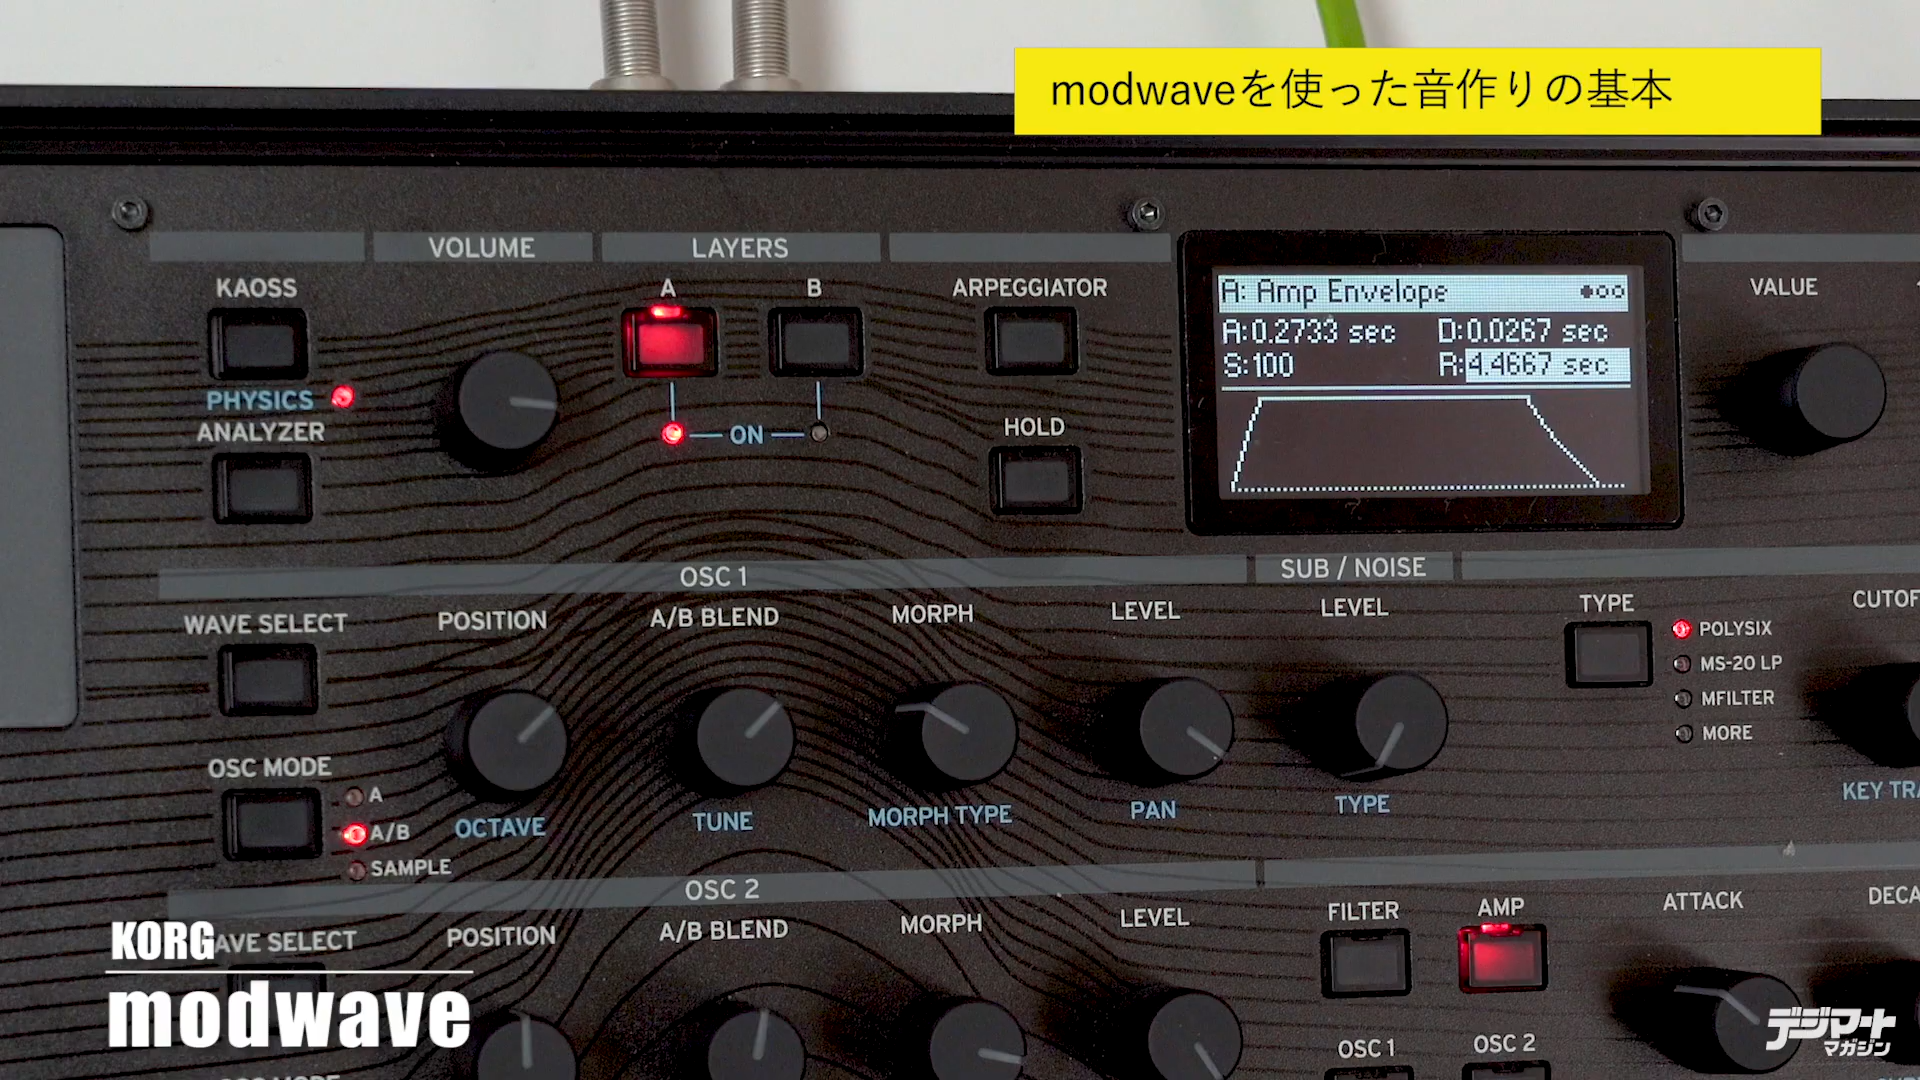 modwaveを使った音作りの基本
VOLUME
LAYERS
KAOSS
A
B
ARPEGGIATOR
VALUE
A: Amp Envelope
A:0.2733 sec D:0.0267 sec
S:100 R:4.4667 sec
PHYSICS
ANALYZER
ON
HOLD
OSC 1
SUB / NOISE
WAVE SELECT
POSITION
A/B BLEND
MORPH
LEVEL
LEVEL
TYPE
POLYSIX
MS-20 LP
MFILTER
MORE
CUTOF
OSC MODE
A
A/B
SAMPLE
OCTAVE
TUNE
MORPH TYPE
PAN
TYPE
KEY TRA
OSC 2
AVE SELECT
POSITION
A/B BLEND
MORPH
LEVEL
FILTER
AMP
ATTACK
DECA
OSC 1
OSC 2
KORG
modwave
デジマート
マガジン